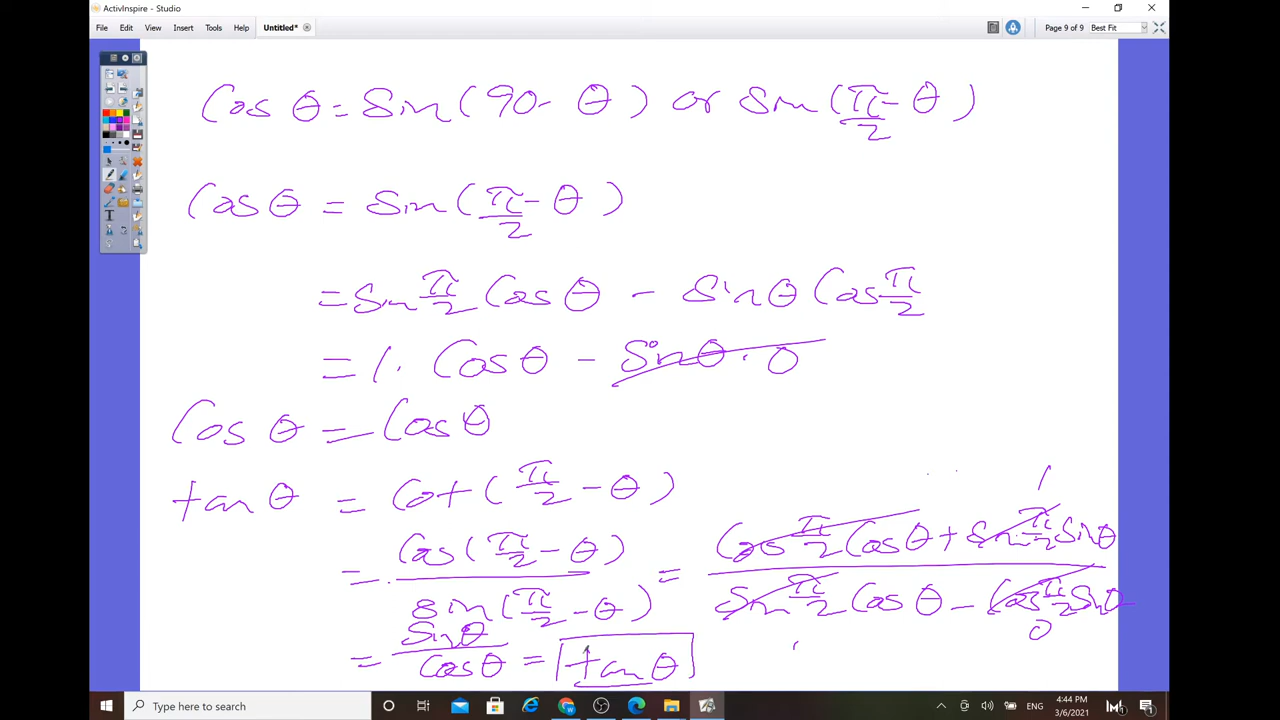 ActivInspire - Studio
File Edit View Insert Tools Help Untitled* Page 9 of 9 Best Fit
Cos θ = Sin (90 - θ) or Sin (π/2 - θ)
Cos θ = Sin (π/2 - θ)
= Sin π/2 Cos θ - Sin θ Cos π/2
= 1. Cos θ - Sin θ · 0
Cos θ = Cos θ
tan θ = Cot (π/2 - θ)
= Cos (π/2 - θ) / Sin (π/2 - θ) = Cos π/2 Cos θ + Sin π/2 Sin θ / Sin π/2 Cos θ - Cos π/2 Sin θ
1
0
= Sin θ / Cos θ = tan θ
Type here to search
4:44 PM
3/6/2021